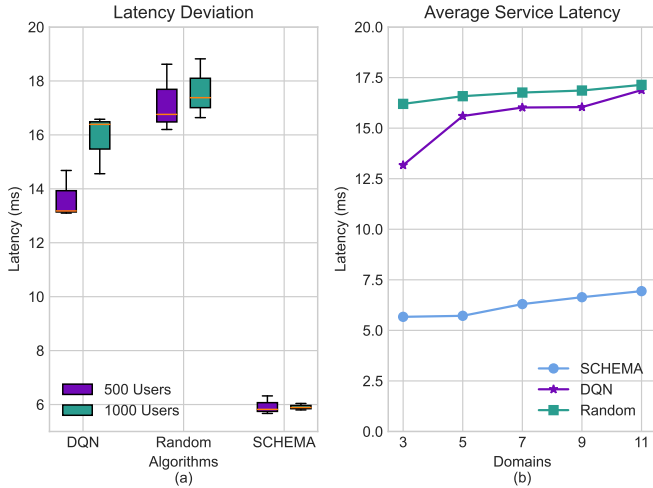 Latency Deviation
Latency (ms)
20
18
16
14
12
10
8
6
500 Users
1000 Users
DQN Random SCHEMA
Algorithms
(a)
Average Service Latency
Latency (ms)
20.0
17.5
15.0
12.5
10.0
7.5
5.0
2.5
0.0
SCHEMA
DQN
Random
3 5 7 9 11
Domains
(b)